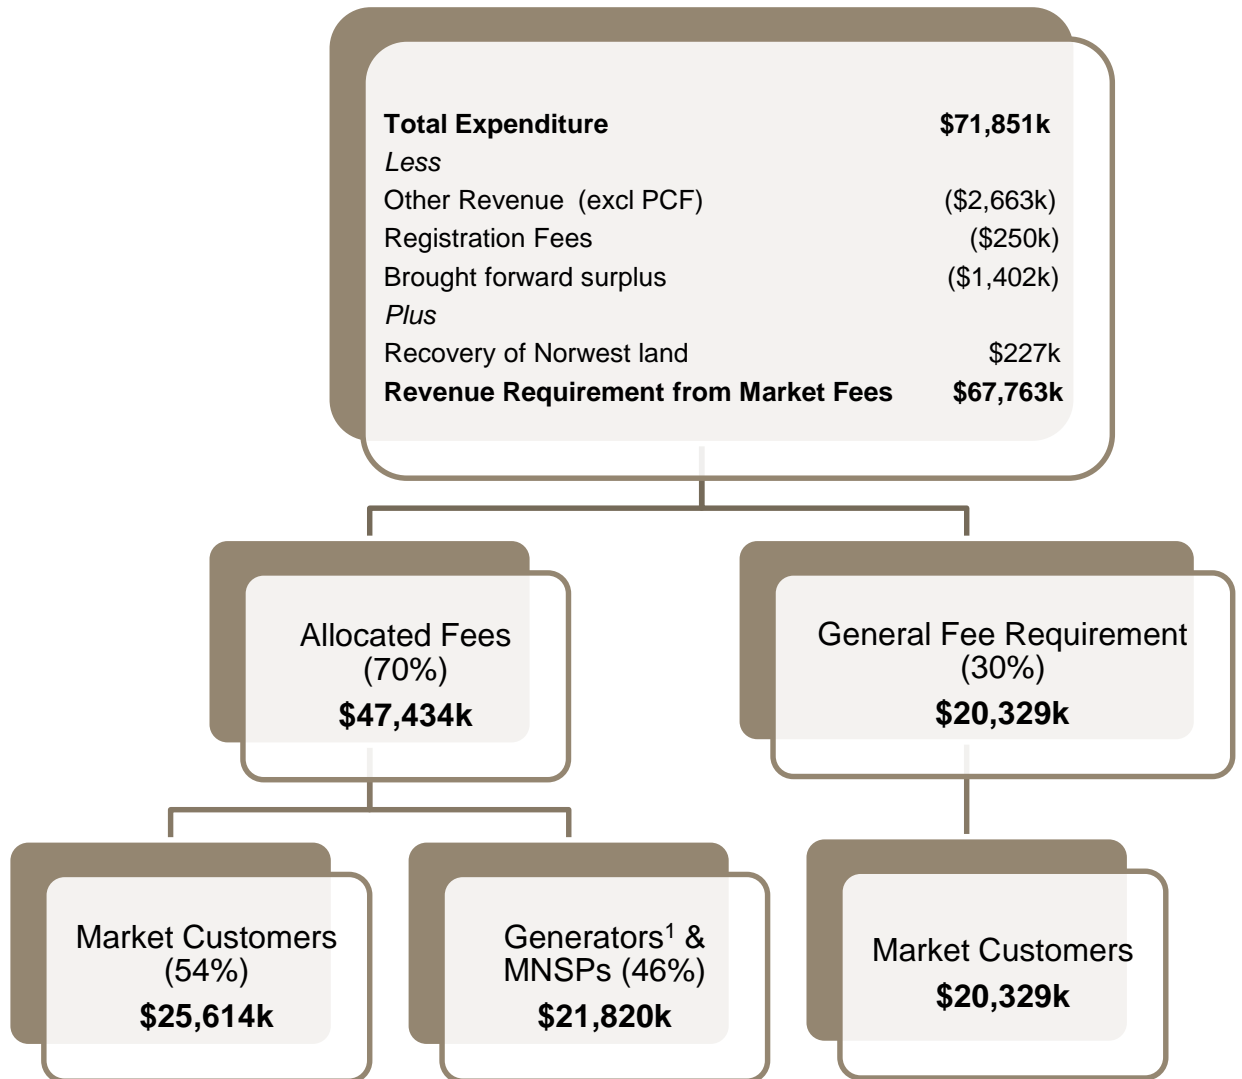 Total Expenditure $71,851k
Less
Other Revenue (excl PCF) ($2,663k)
Registration Fees ($250k)
Brought forward surplus ($1,402k)
Plus
Recovery of Norwest land $227k
Revenue Requirement from Market Fees $67,763k
Allocated Fees
(70%)
$47,434k
General Fee Requirement
(30%)
$20,329k
Market Customers
(54%)
$25,614k
Generators¹ &
MNSPs (46%)
$21,820k
Market Customers
$20,329k